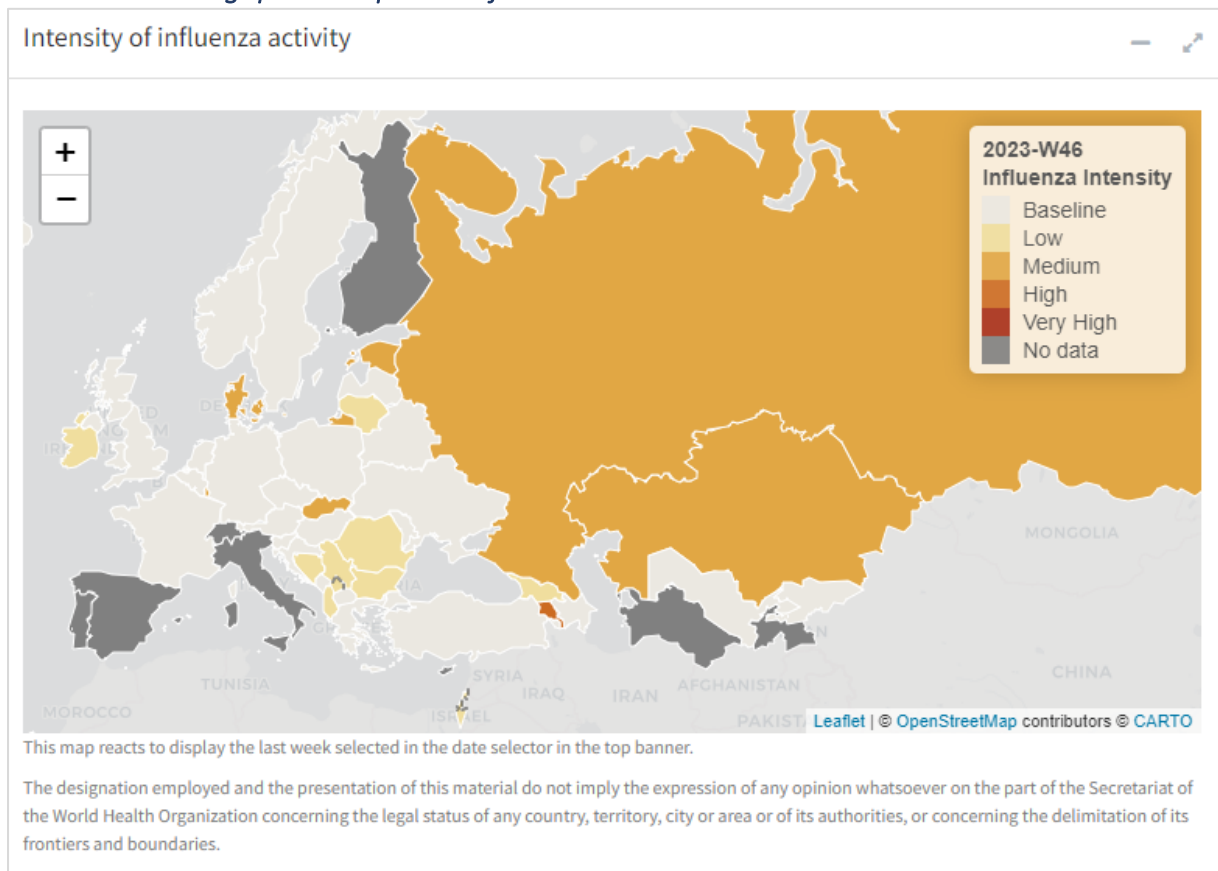 Intensity of influenza activity
+
−
2023-W46
Influenza Intensity
Baseline
Low
Medium
High
Very High
No data
MONGOLIA
CHINA
TUNISIA
SYRIA
IRAQ
IRAN
AFGHANISTAN
MOROCCO
Leaflet | © OpenStreetMap contributors © CARTO
This map reacts to display the last week selected in the date selector in the top banner.
The designation employed and the presentation of this material do not imply the expression of any opinion whatsoever on the part of the Secretariat of
the World Health Organization concerning the legal status of any country, territory, city or area or of its authorities, or concerning the delimitation of its
frontiers and boundaries.